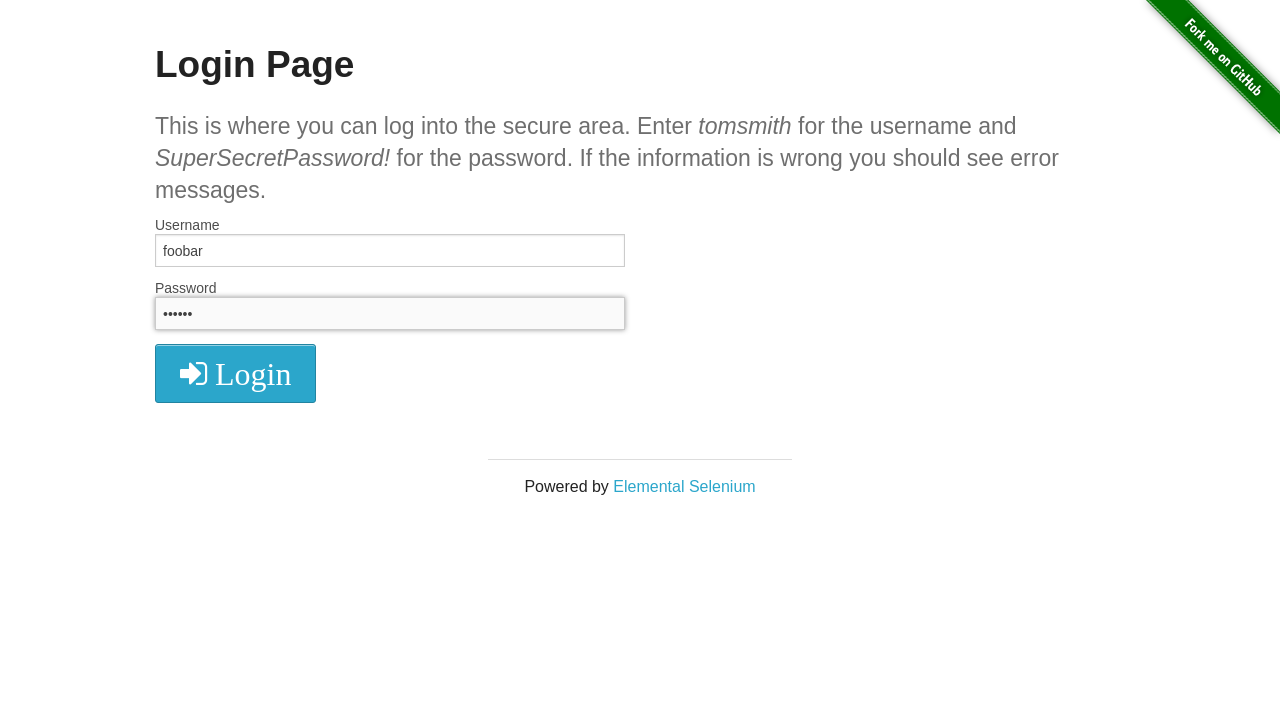 Fork me on GitHub
Login Page
This is where you can log into the secure area. Enter tomsmith for the username and
SuperSecretPassword! for the password. If the information is wrong you should see error
messages.
Username
foobar
Password
••••••
Login
Powered by Elemental Selenium